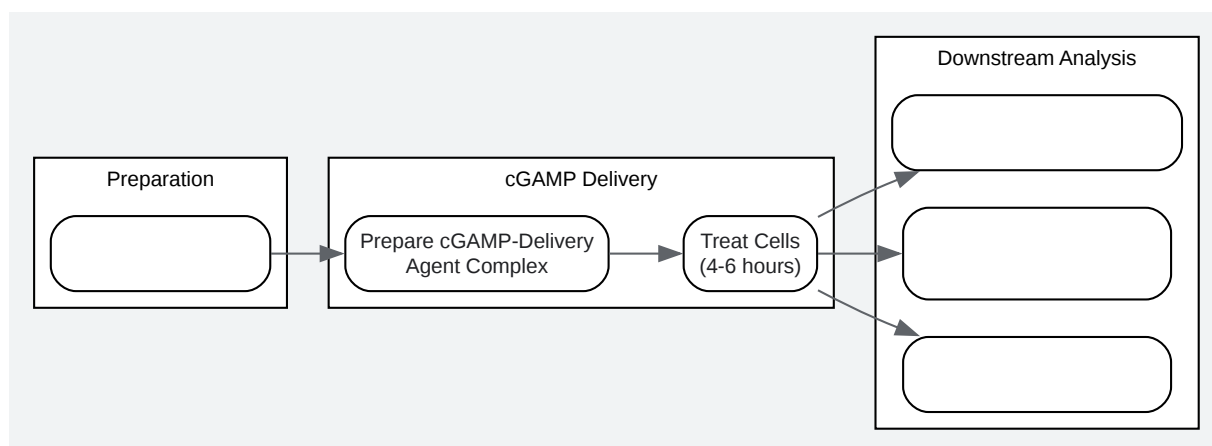 Preparation
cGAMP Delivery
Prepare cGAMP-Delivery
Agent Complex
Treat Cells
(4-6 hours)
Downstream Analysis